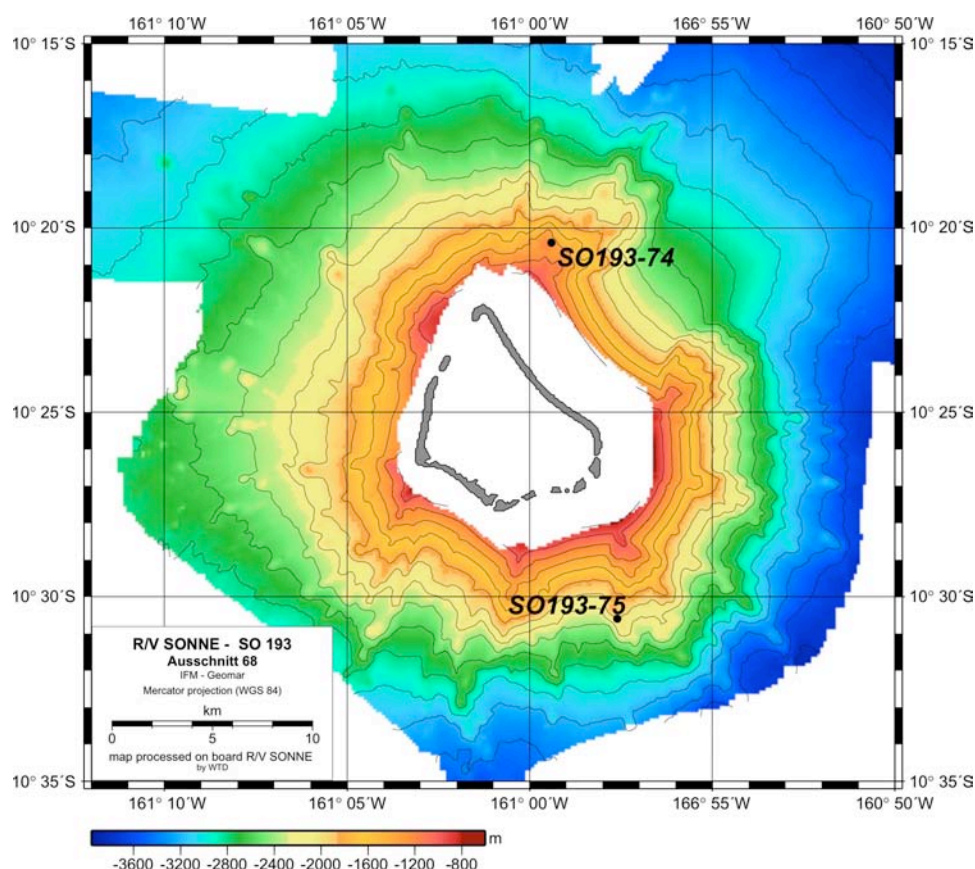 161° 10´W 161° 05´W 161° 00´W 166° 55´W 160° 50´W
10° 15´S 10° 15´S
10° 20´S 10° 20´S
SO193-74
10° 25´S 10° 25´S
10° 30´S 10° 30´S
SO193-75
R/V SONNE - SO 193
Ausschnitt 68
IFM - Geomar
Mercator projection (WGS 84)
km
0 5 10
map processed on board R/V SONNE
by WTD
10° 35´S 10° 35´S
161° 10´W 161° 05´W 161° 00´W 166° 55´W 160° 50´W
m
-3600 -3200 -2800 -2400 -2000 -1600 -1200 -800